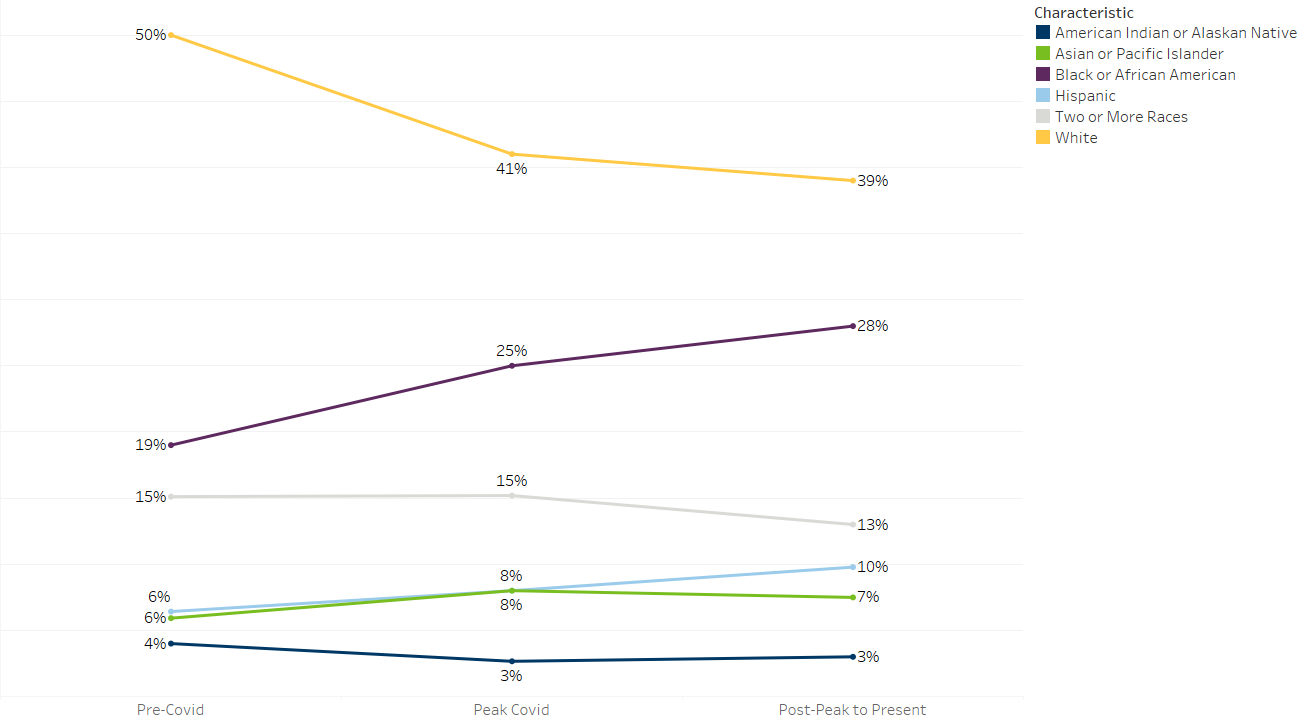 Characteristic
American Indian or Alaskan Native
Asian or Pacific Islander
Black or African American
Hispanic
Two or More Races
White
50%
41%
39%
19%
25%
28%
15%
15%
13%
6%
8%
10%
6%
8%
7%
4%
3%
3%
Pre-Covid Peak Covid Post-Peak to Present